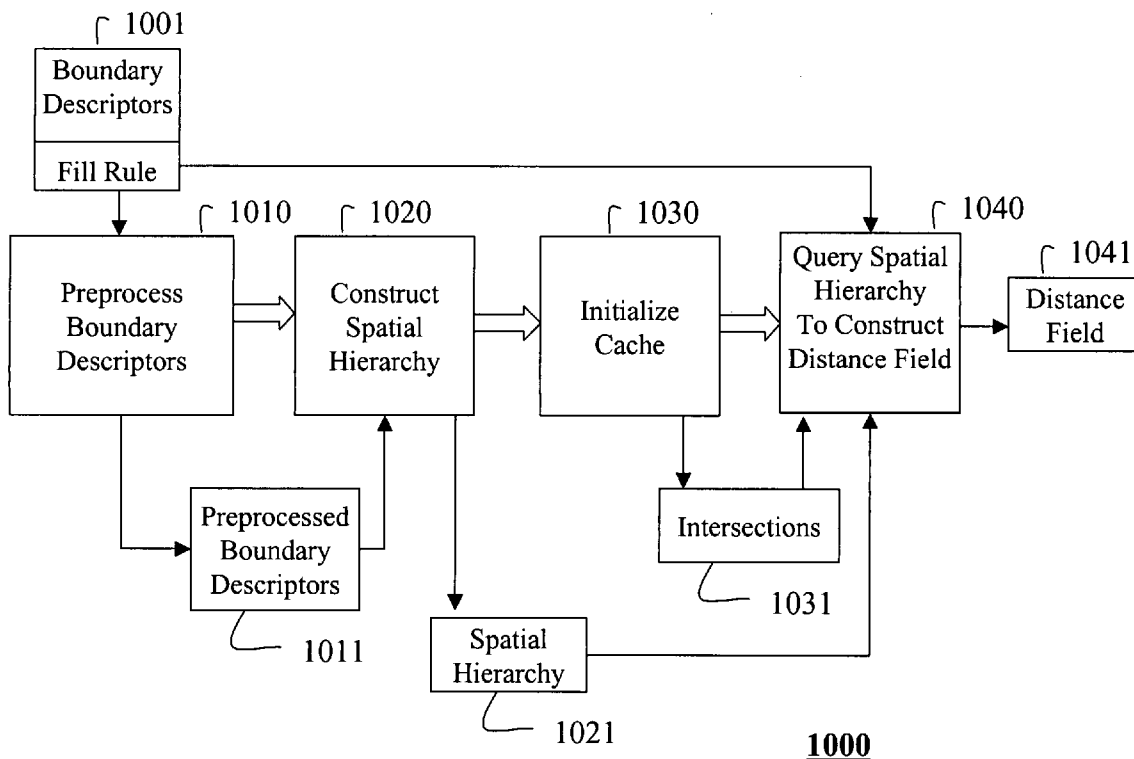 1001
Boundary
Descriptors
Fill Rule
1010
1020
1030
1040
1041
Preprocess
Boundary
Descriptors
Construct
Spatial
Hierarchy
Initialize
Cache
Query Spatial
Hierarchy
To Construct
Distance Field
Distance
Field
Preprocessed
Boundary
Descriptors
1011
Intersections
1031
Spatial
Hierarchy
1021
1000